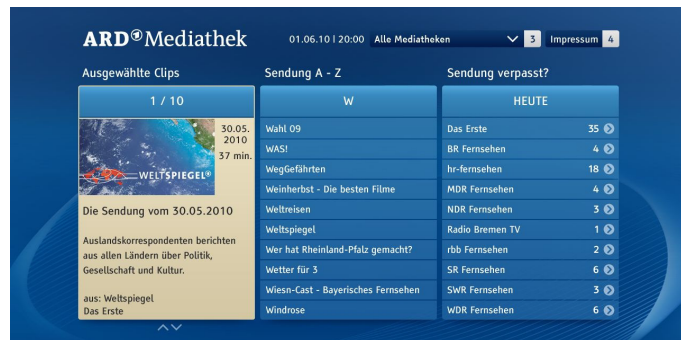 ARD Mediathek
01.06.10 | 20:00 Alle Mediatheken 3 Impressum 4
Ausgewählte Clips
1 / 10
30.05.
2010
37 min.
WELTSPIEGEL®
Die Sendung vom 30.05.2010
Auslandskorrespondenten berichten
aus allen Ländern über Politik,
Gesellschaft und Kultur.
aus: Weltspiegel
Das Erste
Sendung A - Z
W
Wahl 09
WAS!
WegGefährten
Weinherbst - Die besten Filme
Weltreisen
Weltspiegel
Wer hat Rheinland-Pfalz gemacht?
Wetter für 3
Wiesn-Cast - Bayerisches Fernsehen
Windrose
Sendung verpasst?
HEUTE
Das Erste 35
BR Fernsehen 4
hr-fernsehen 18
MDR Fernsehen 4
NDR Fernsehen 3
Radio Bremen TV 1
rbb Fernsehen 2
SR Fernsehen 6
SWR Fernsehen 3
WDR Fernsehen 6